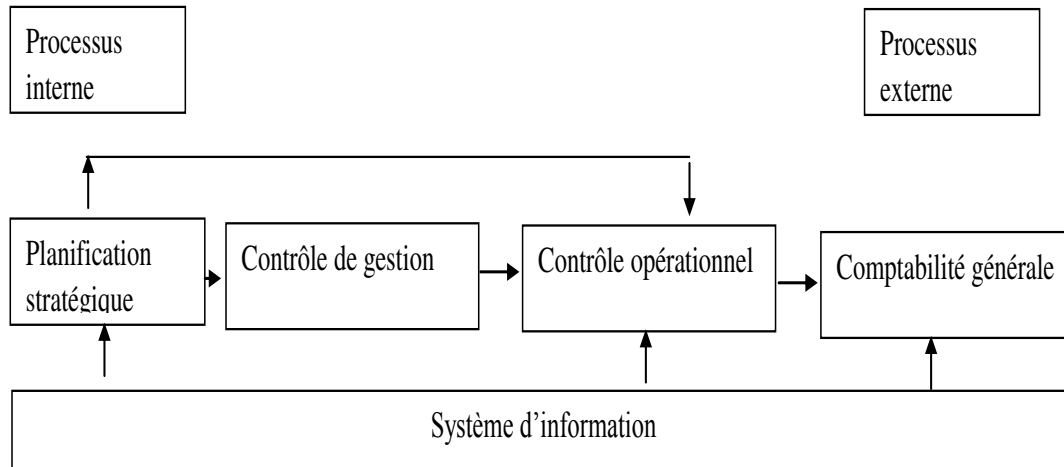 Processus
interne
Processus
externe
Planification
stratégique
Contrôle de gestion
Contrôle opérationnel
Comptabilité générale
Système d’information